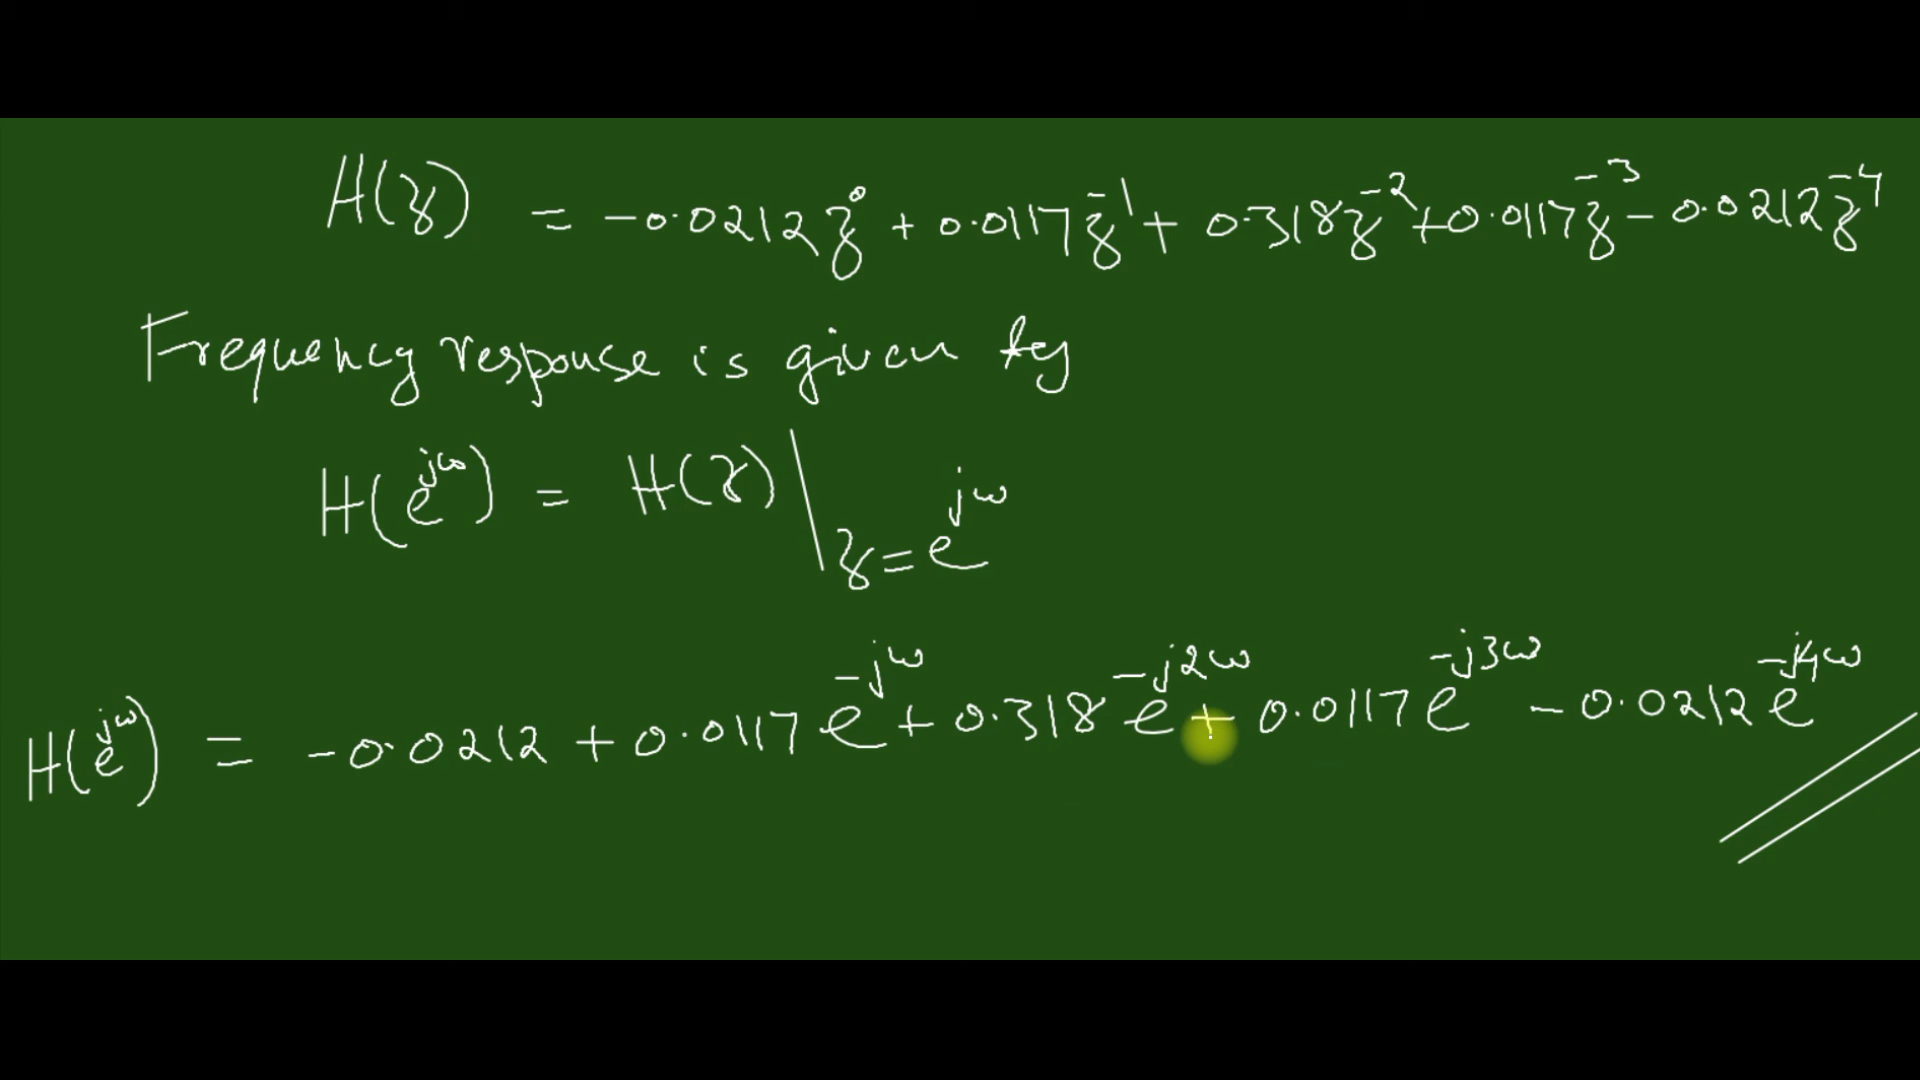 H(z) = -0.0212z⁰ + 0.0117z⁻¹ + 0.318z⁻² + 0.0117z⁻³ - 0.0212z⁻⁴
Frequency response is given by
H(e^{jω}) = H(z)|_{z=e^{jω}}
H(e^{jω}) = -0.0212 + 0.0117e^{-jω} + 0.318e^{-j2ω} + 0.0117e^{-j3ω} - 0.0212e^{-j4ω}